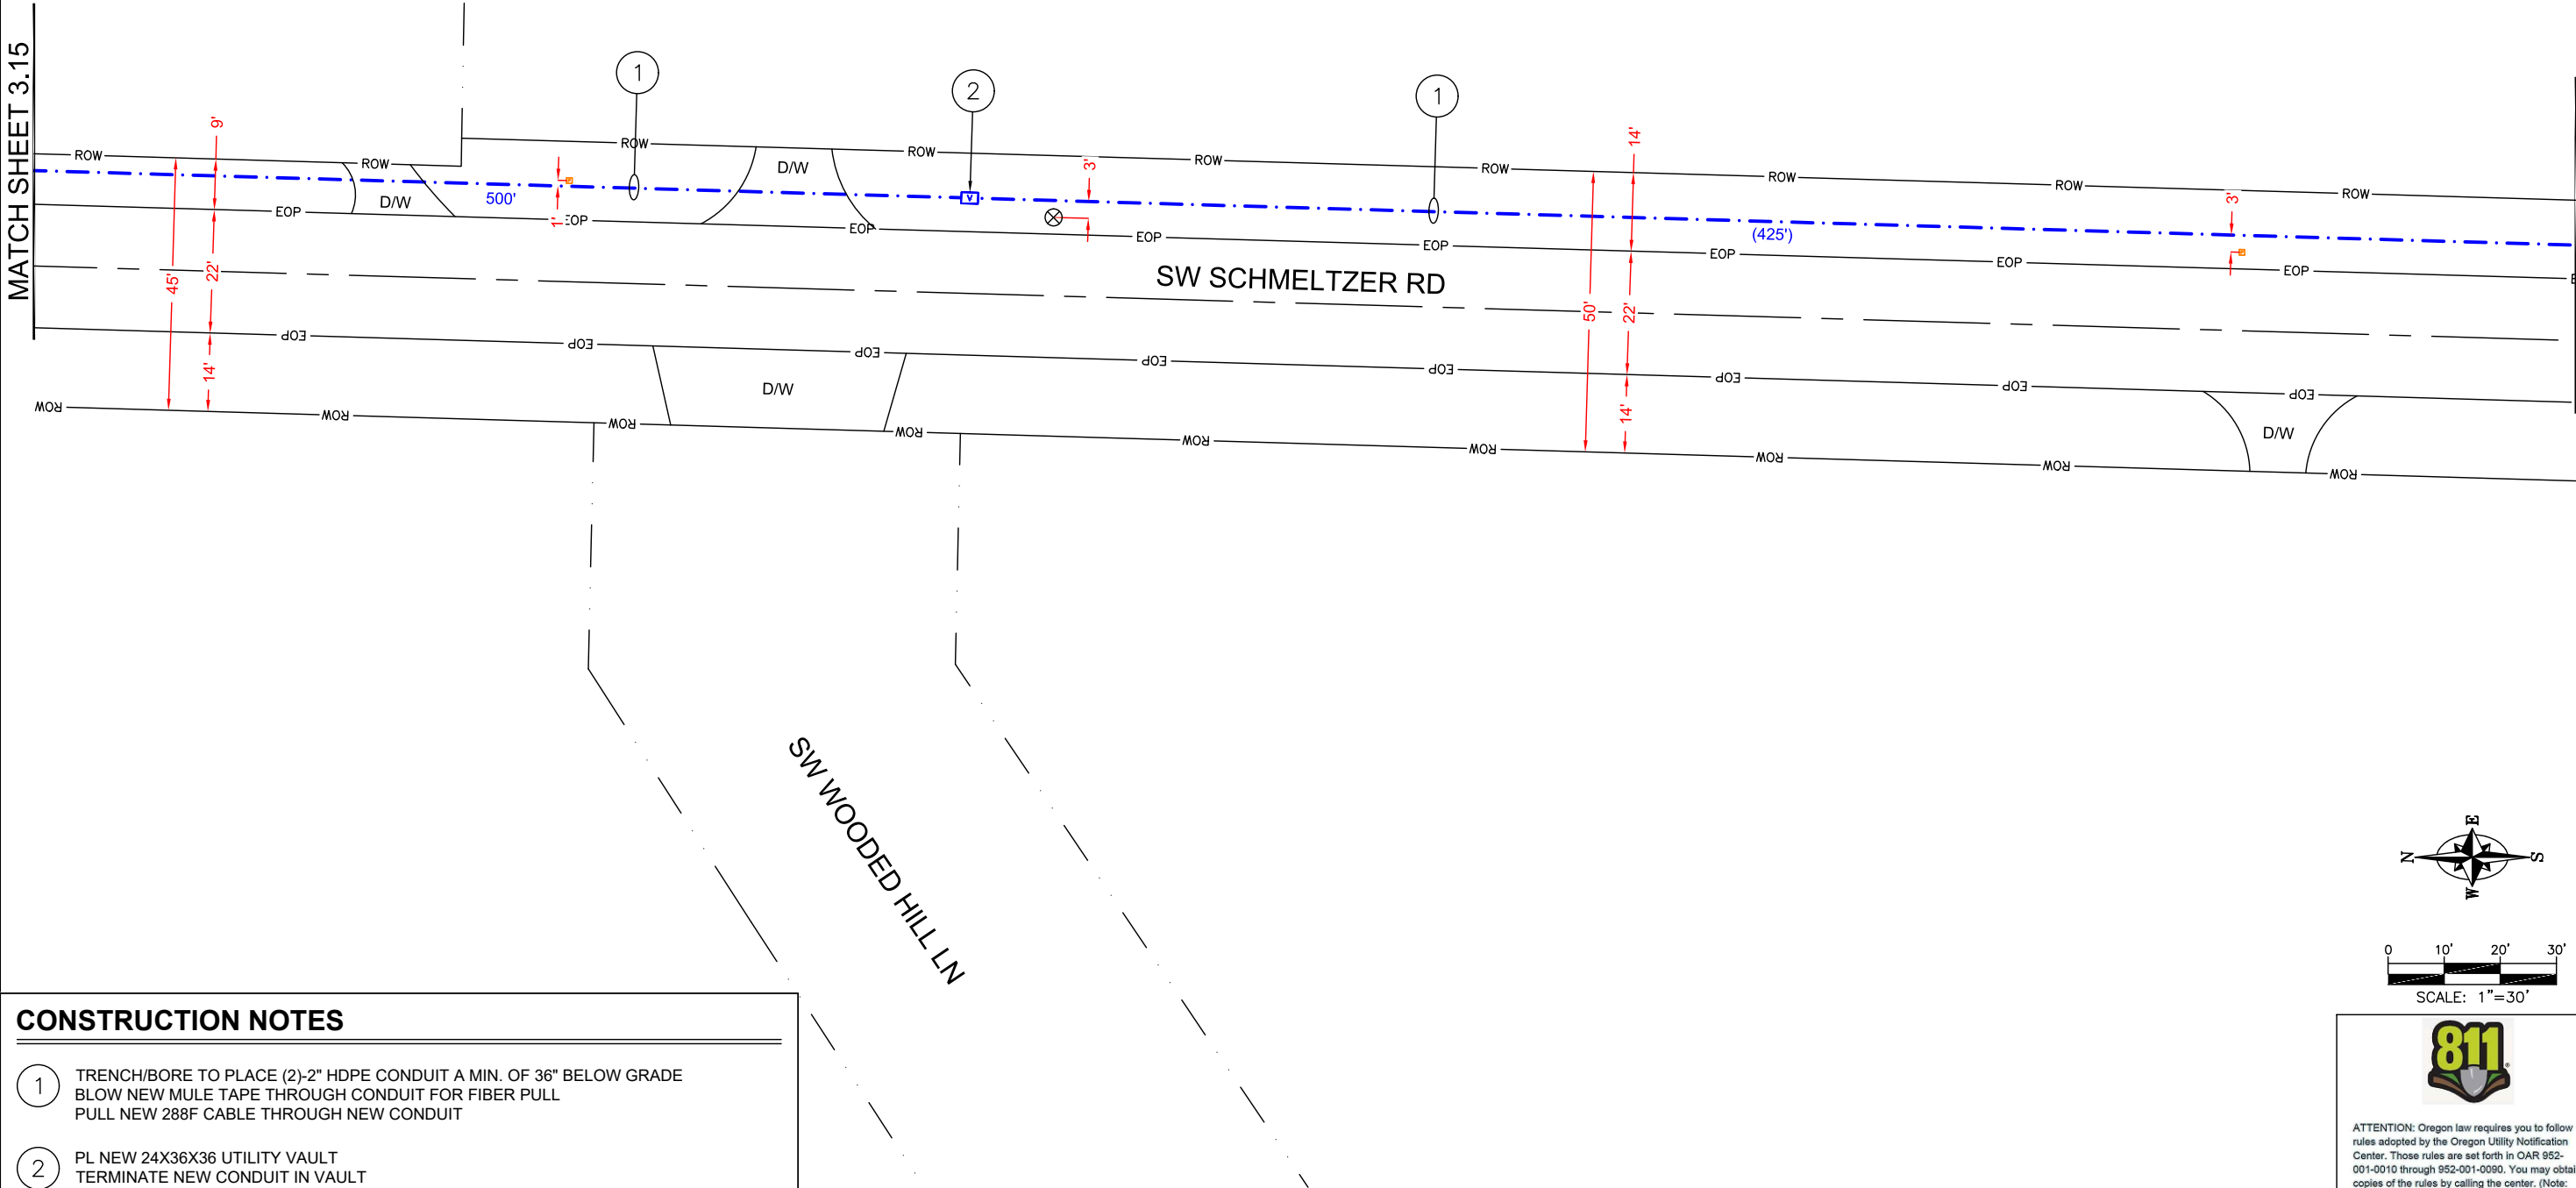 MATCH SHEET 3.15
1
2
1
9'
45'
22'
14'
ROW
ROW
ROW
ROW
ROW
ROW
ROW
ROW
ROW
D/W
D/W
500'
1'
3'
14'
(425')
3'
EOP
EOP
EOP
EOP
EOP
EOP
EOP
EOP
V
SW SCHMELTZER RD
50'
22'
14'
EOP
EOP
EOP
EOP
EOP
EOP
EOP
EOP
D/W
D/W
ROW
ROW
ROW
ROW
ROW
ROW
ROW
ROW
ROW
SW WOODED HILL LN
N
E
S
W
0 10' 20' 30'
SCALE: 1"=30'
CONSTRUCTION NOTES
1
TRENCH/BORE TO PLACE (2)-2" HDPE CONDUIT A MIN. OF 36" BELOW GRADE
BLOW NEW MULE TAPE THROUGH CONDUIT FOR FIBER PULL
PULL NEW 288F CABLE THROUGH NEW CONDUIT
2
PL NEW 24X36X36 UTILITY VAULT
TERMINATE NEW CONDUIT IN VAULT
811
ATTENTION: Oregon law requires you to follow
rules adopted by the Oregon Utility Notification
Center. Those rules are set forth in OAR 952-
001-0010 through 952-001-0090. You may obtai
copies of the rules by calling the center. (Note: